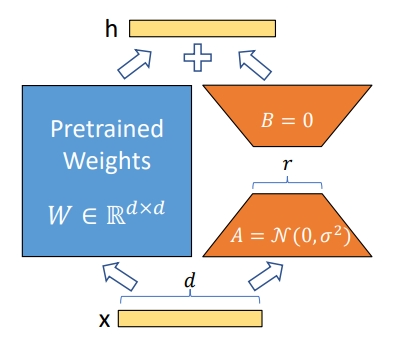 h
Pretrained
Weights
W ∈ ℝ^{d×d}
B = 0
r
A = 𝒩(0, σ²)
d
x